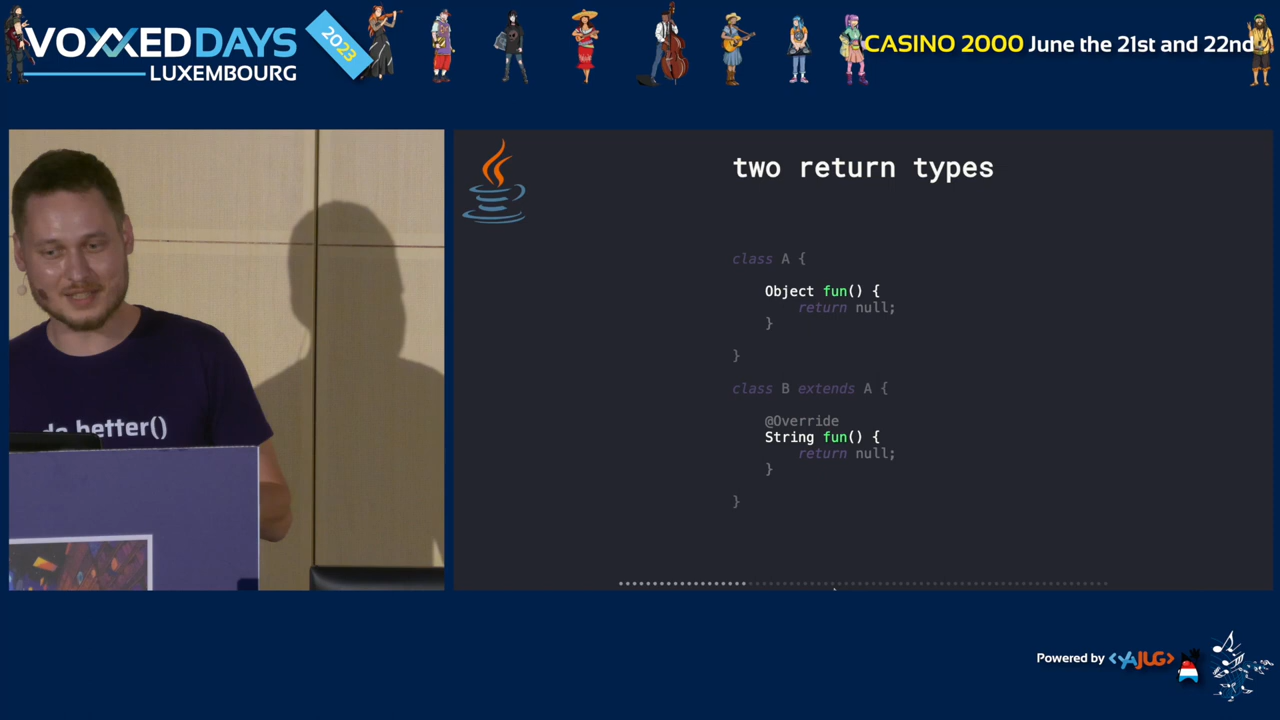 VOXXEDDAYS
LUXEMBOURG
2023
CASINO 2000 June the 21st and 22nd
two return types
class A {
Object fun() {
return null;
}
}
class B extends A {
@Override
String fun() {
return null;
}
}
better()
Powered by <YAJUG>